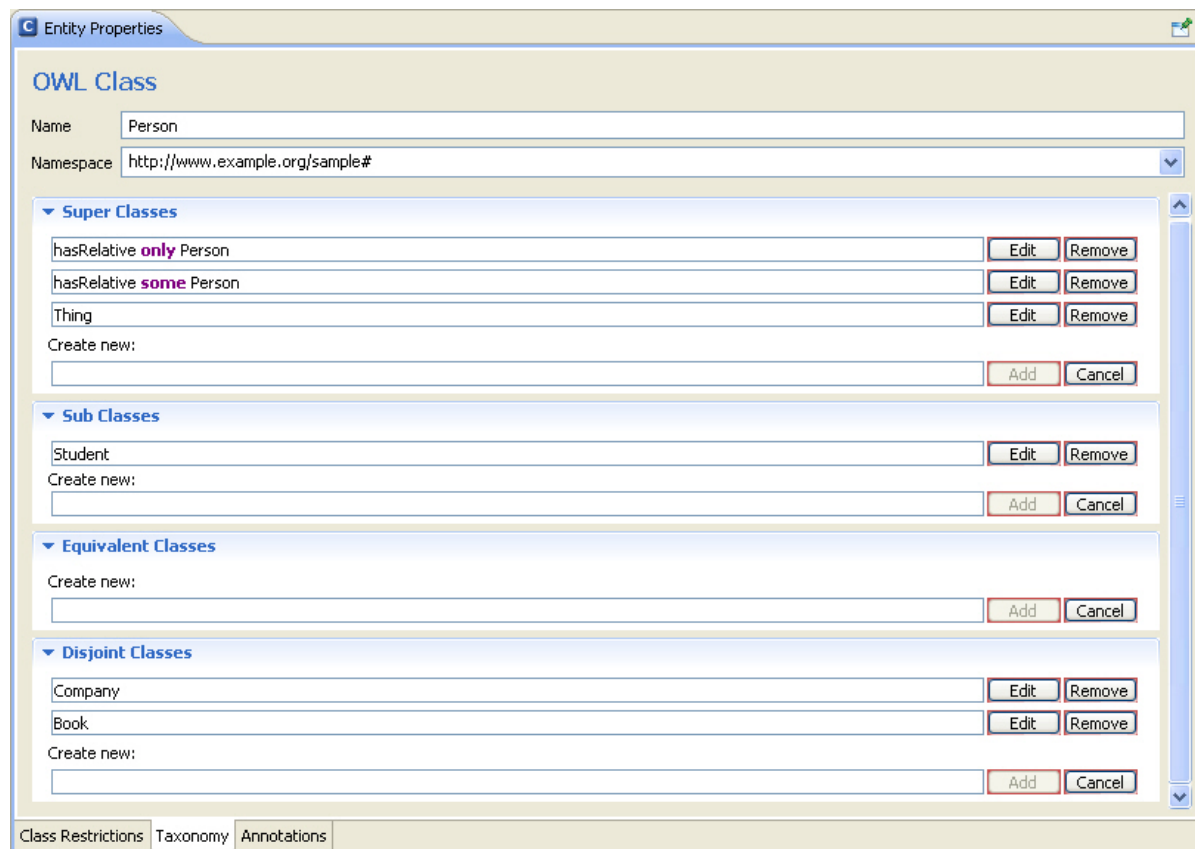 C Entity Properties
OWL Class
Name Person
Namespace http://www.example.org/sample#
Super Classes
hasRelative only Person Edit Remove
hasRelative some Person Edit Remove
Thing Edit Remove
Create new:
Add Cancel
Sub Classes
Student Edit Remove
Create new:
Add Cancel
Equivalent Classes
Create new:
Add Cancel
Disjoint Classes
Company Edit Remove
Book Edit Remove
Create new:
Add Cancel
Class Restrictions Taxonomy Annotations